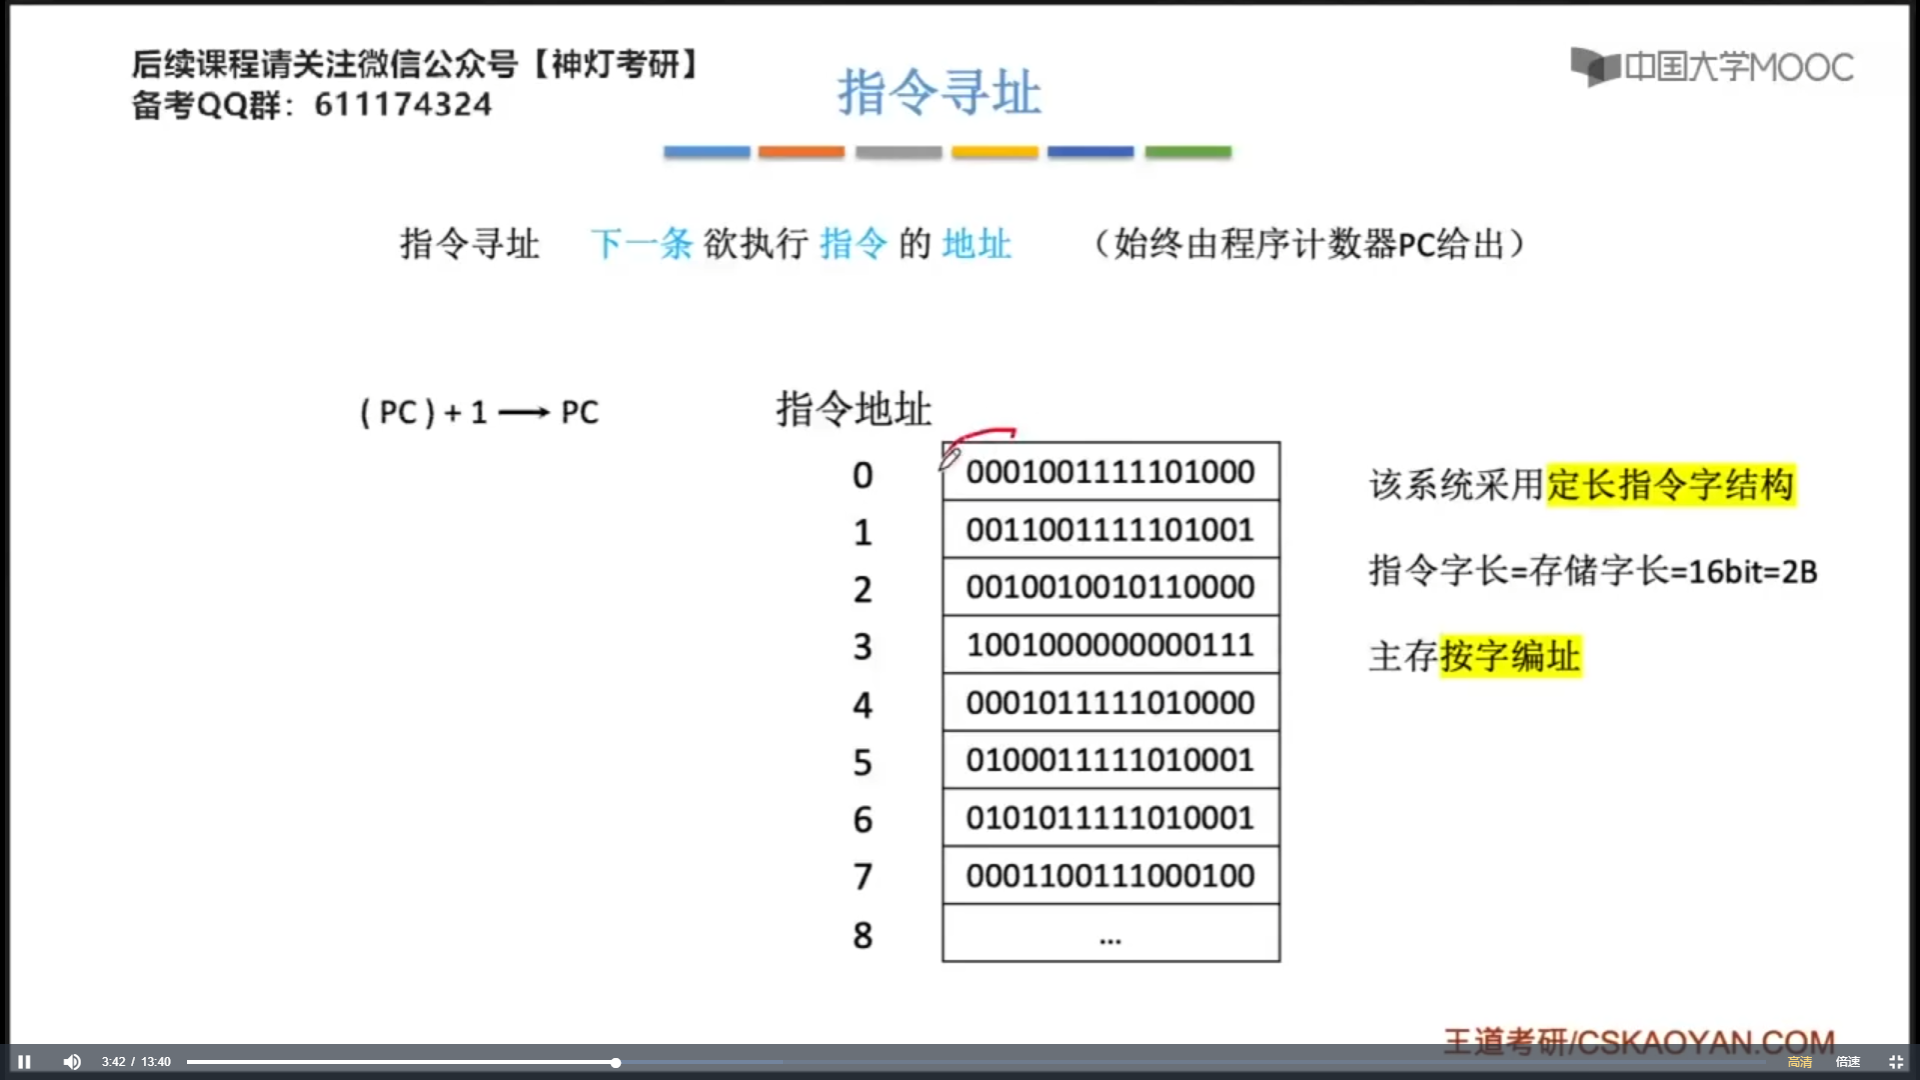 后续课程请关注微信公众号【神灯考研】
备考QQ群：611174324
指令寻址
中国大学MOOC
指令寻址 下一条 欲执行 指令 的 地址 （始终由程序计数器PC给出）
( PC ) + 1 → PC
指令地址
0 0001001111101000
1 0011001111101001
2 0010010010110000
3 1001000000000111
4 0001011111010000
5 0100011111010001
6 0101011111010001
7 0001100111000100
8 ...
该系统采用定长指令字结构
指令字长=存储字长=16bit=2B
主存按字编址
王道考研/CSKAOYAN.COM
3:42 / 13:40
高清 倍速